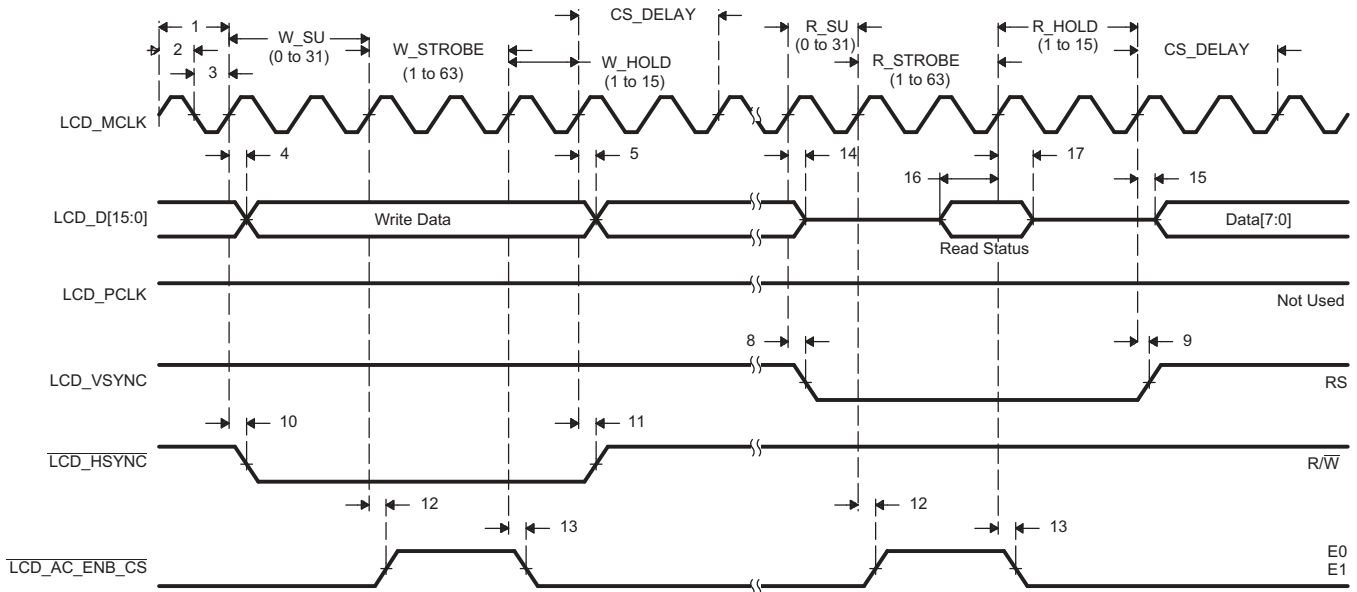 CS_DELAY
1
W_SU
(0 to 31)
R_SU
(0 to 31)
R_HOLD
(1 to 15)
2
W_STROBE
(1 to 63)
W_HOLD
(1 to 15)
R_STROBE
(1 to 63)
CS_DELAY
3
LCD_MCLK
4
5
14
17
16
15
LCD_D[15:0]
Write Data
Data[7:0]
Read Status
LCD_PCLK
Not Used
8
9
LCD_VSYNC
RS
10
11
LCD_HSYNC
R/W
12
12
13
13
LCD_AC_ENB_CS
E0
E1